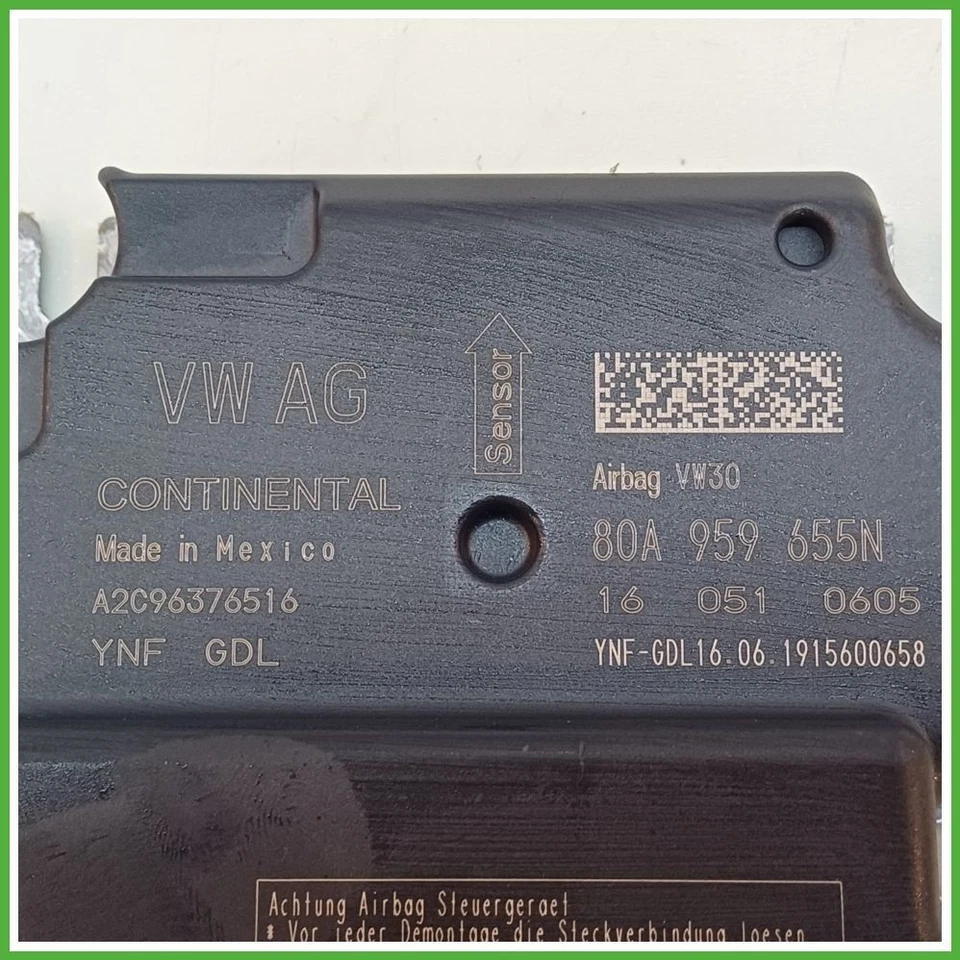 VW AG
Sensor
CONTINENTAL
Made in Mexico
A2C96376516
YNF GDL
Airbag VW30
80A 959 655N
16 051 0605
YNF-GDL16.06.1915600658
Achtung Airbag Steuergeraet
* Vor jeder Demontage die Steckverbindung loesen